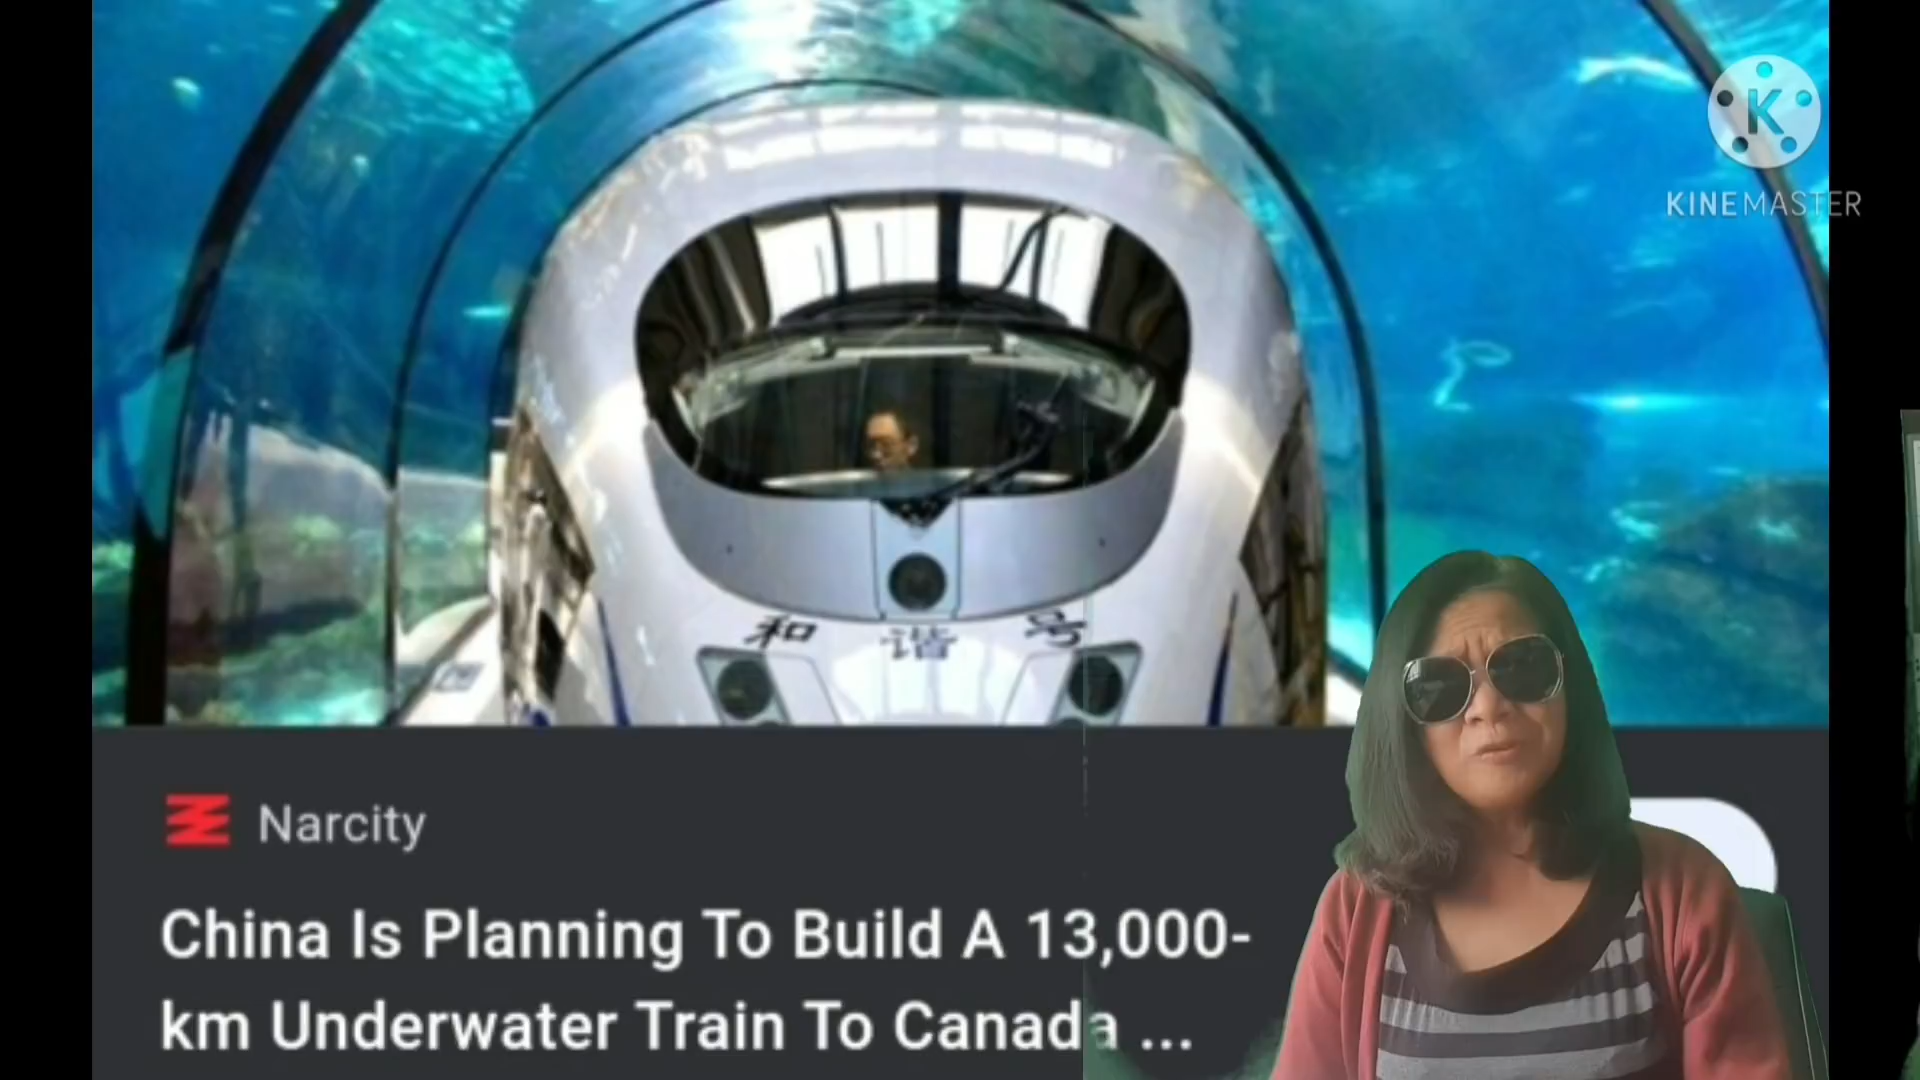 KINEMASTER
和谐号
Narcity
China Is Planning To Build A 13,000-
km Underwater Train To Canada ...